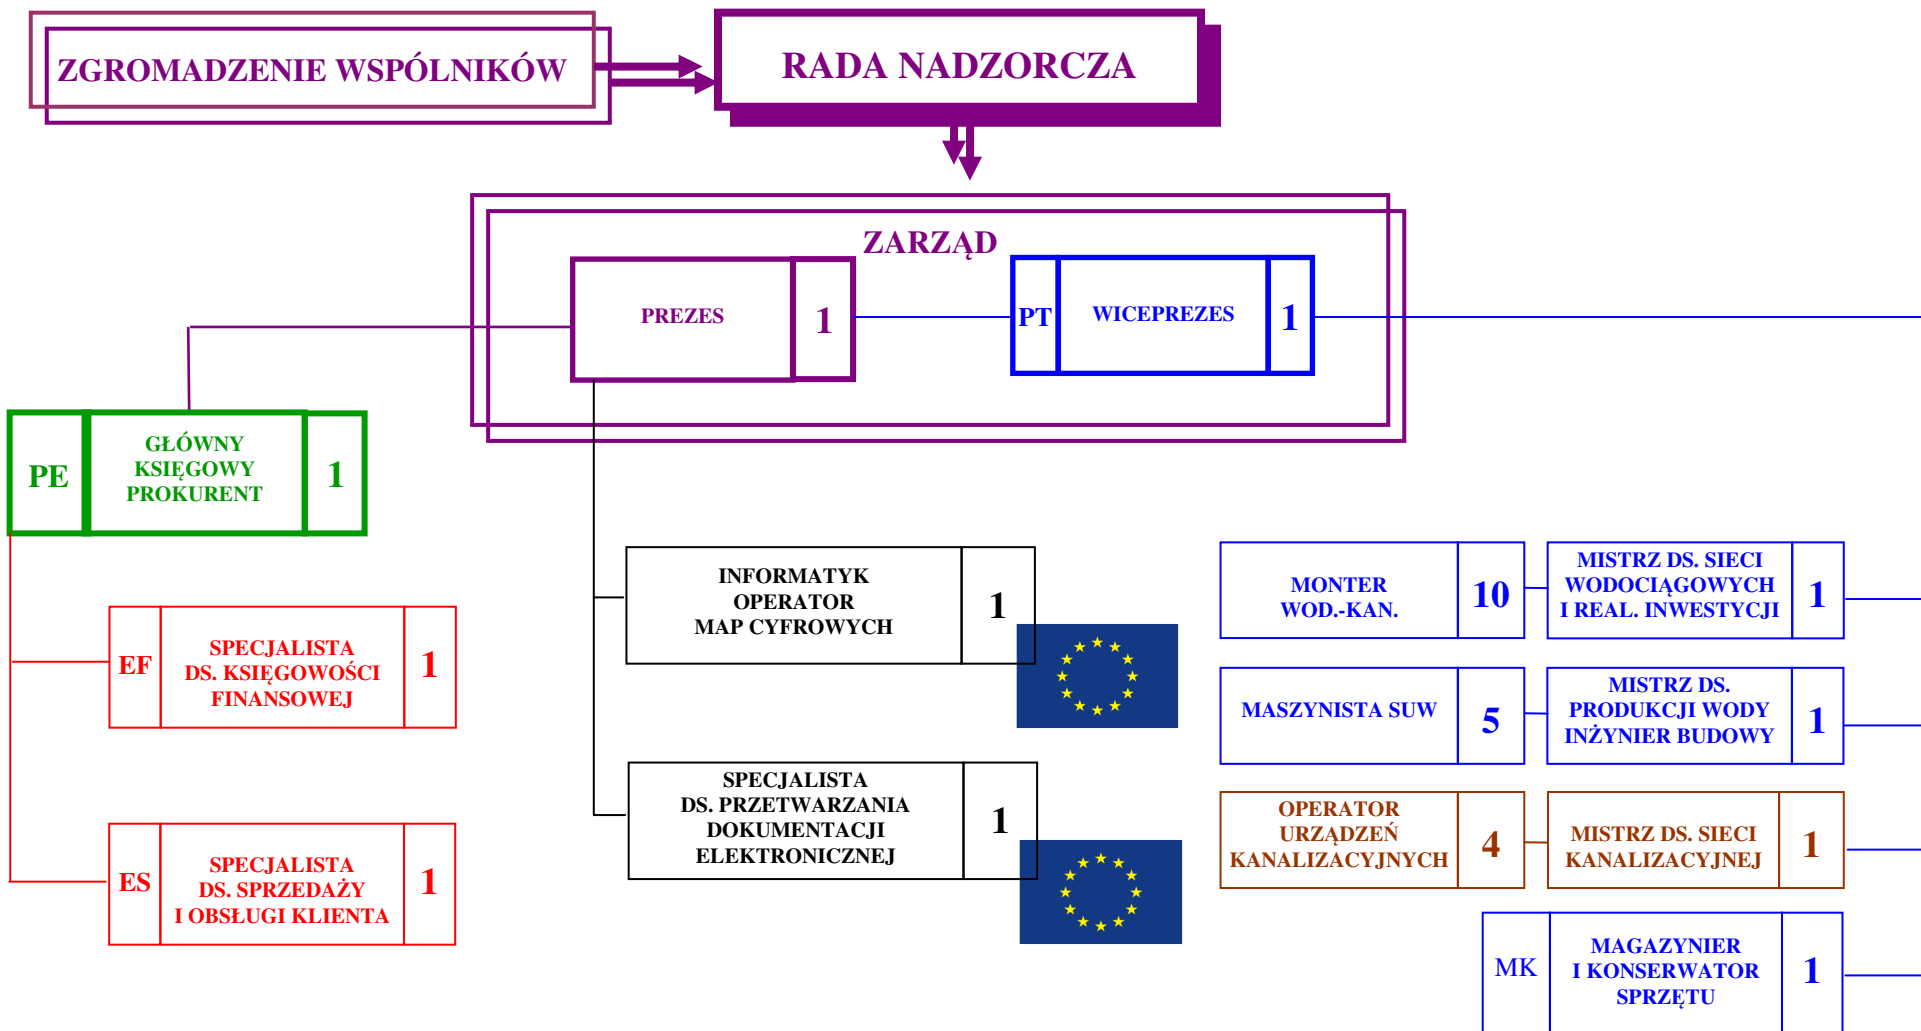 ZGROMADZENIE WSPÓLNIKÓW
RADA NADZORCZA
ZARZĄD
PREZES
1
PT
WICEPREZES
1
PE
GŁÓWNY
KSIĘGOWY
PROKURENT
1
EF
SPECJALISTA
DS. KSIĘGOWOŚCI
FINANSOWEJ
1
ES
SPECJALISTA
DS. SPRZEDAŻY
I OBSŁUGI KLIENTA
1
INFORMATYK
OPERATOR
MAP CYFROWYCH
1
SPECJALISTA
DS. PRZETWARZANIA
DOKUMENTACJI
ELEKTRONICZNEJ
1
MONTER
WOD.-KAN.
10
MISTRZ DS. SIECI
WODOCIĄGOWYCH
I REAL. INWESTYCJI
1
MASZYNISTA SUW
5
MISTRZ DS.
PRODUKCJI WODY
INŻYNIER BUDOWY
1
OPERATOR
URZĄDZEŃ
KANALIZACYJNYCH
4
MISTRZ DS. SIECI
KANALIZACYJNEJ
1
MK
MAGAZYNIER
I KONSERWATOR
SPRZĘTU
1